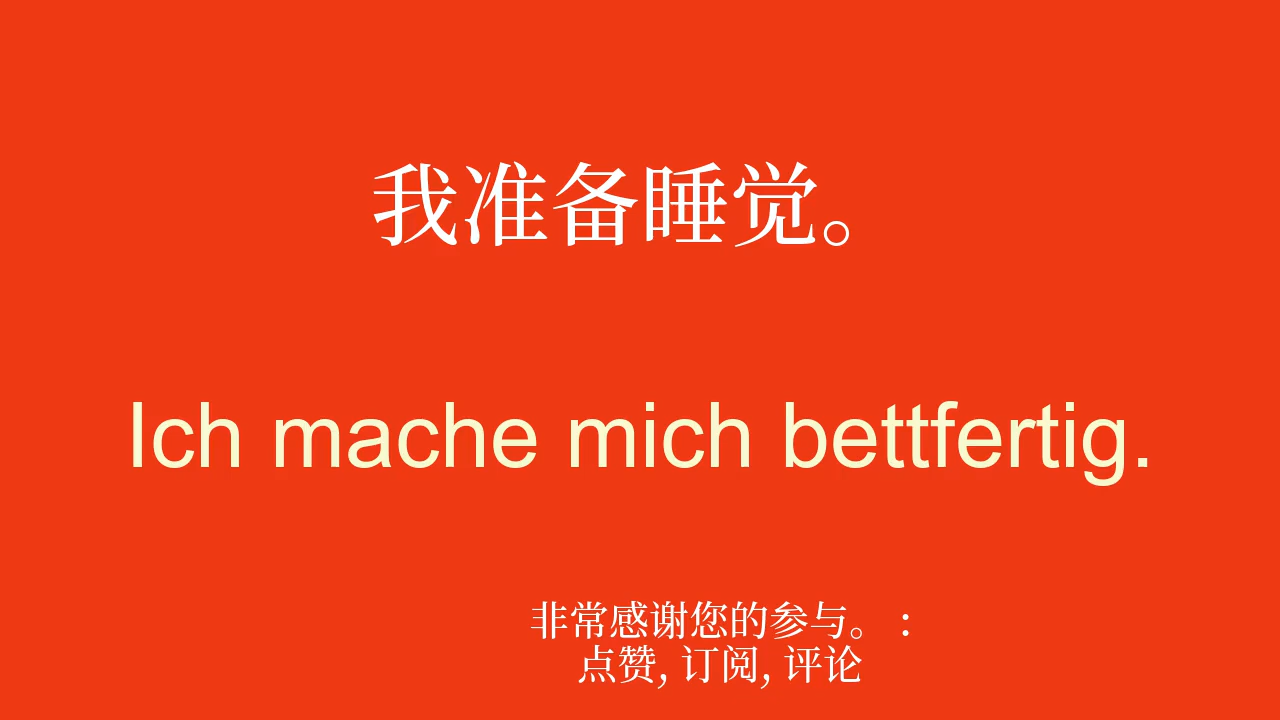 我准备睡觉。
Ich mache mich bettfertig.
非常感谢您的参与。 :
点赞, 订阅, 评论